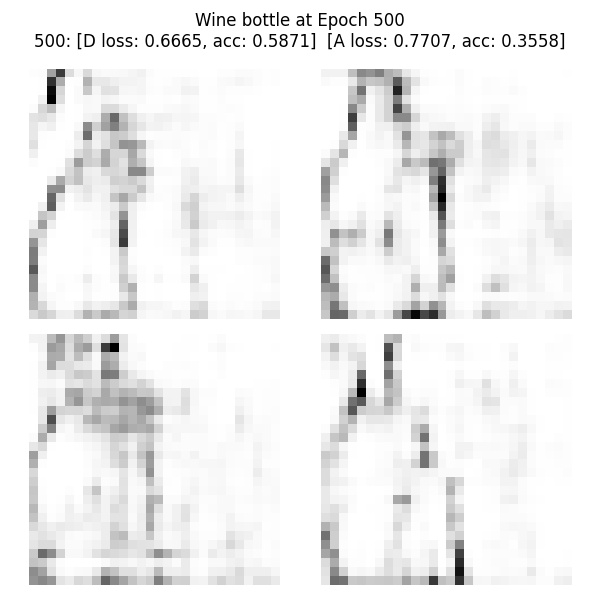 Wine bottle at Epoch 500
500: [D loss: 0.6665, acc: 0.5871]  [A loss: 0.7707, acc: 0.3558]